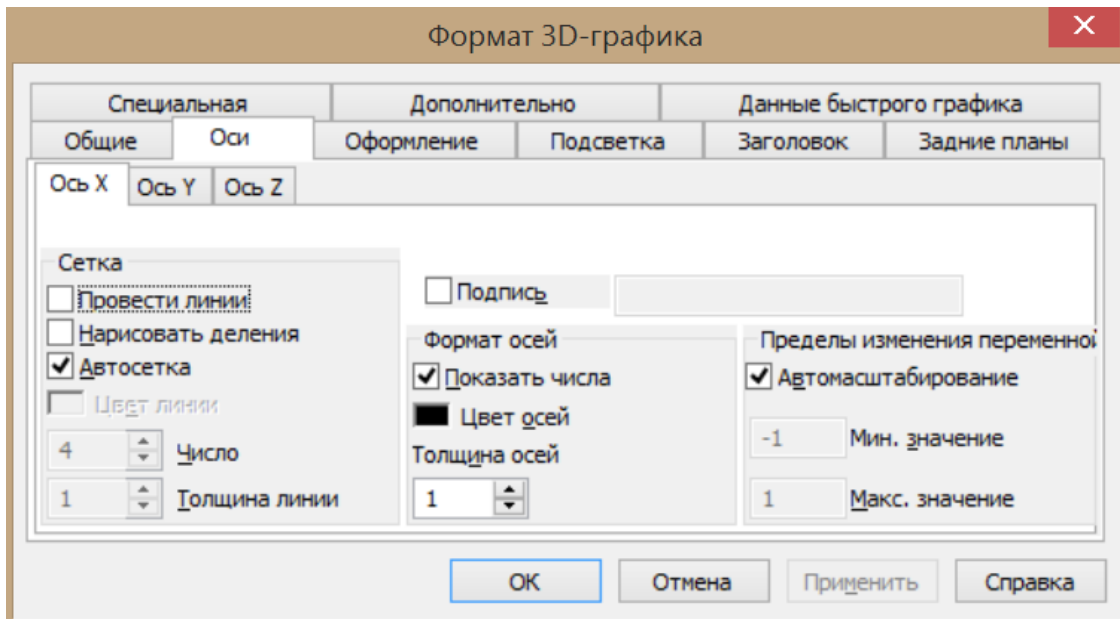 Формат 3D-графика
Специальная Дополнительно Данные быстрого графика
Общие Оси Оформление Подсветка Заголовок Задние планы
Ось X Ось Y Ось Z
Сетка
Провести линии
Нарисовать деления
Автосетка
Цвет линии
4 Число
1 Толщина линии
Подпись
Формат осей
Показать числа
Цвет осей
Толщина осей
1
Пределы изменения переменной
Автомасштабирование
-1 Мин. значение
1 Макс. значение
OK Отмена Применить Справка